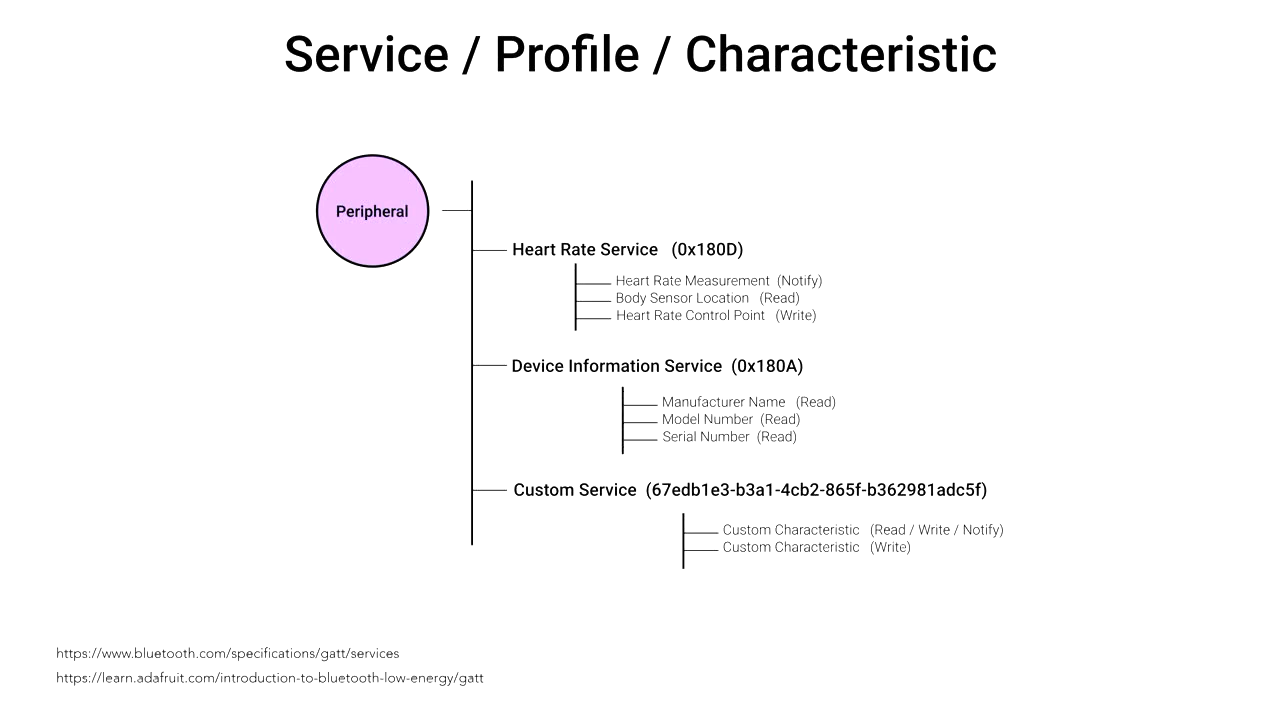 Service / Profile / Characteristic
Peripheral
Heart Rate Service (0x180D)
Heart Rate Measurement (Notify)
Body Sensor Location (Read)
Heart Rate Control Point (Write)
Device Information Service (0x180A)
Manufacturer Name (Read)
Model Number (Read)
Serial Number (Read)
Custom Service (67edb1e3-b3a1-4cb2-865f-b362981adc5f)
Custom Characteristic (Read / Write / Notify)
Custom Characteristic (Write)
https://www.bluetooth.com/specifications/gatt/services
https://learn.adafruit.com/introduction-to-bluetooth-low-energy/gatt